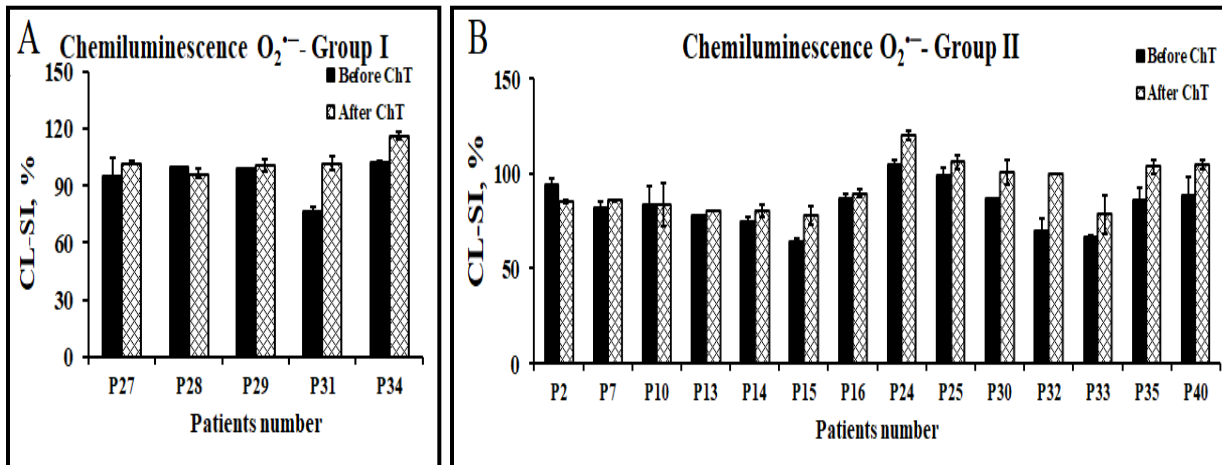 A
Chemiluminescence O₂•–- Group I
Before ChT
After ChT
CL-SI, %
150
120
90
60
30
0
P27 P28 P29 P31 P34
Patients number
B
Chemiluminescence O₂•–- Group II
Before ChT
After ChT
CL-SI, %
150
100
50
0
P2 P7 P10 P13 P14 P15 P16 P24 P25 P30 P32 P33 P35 P40
Patients number